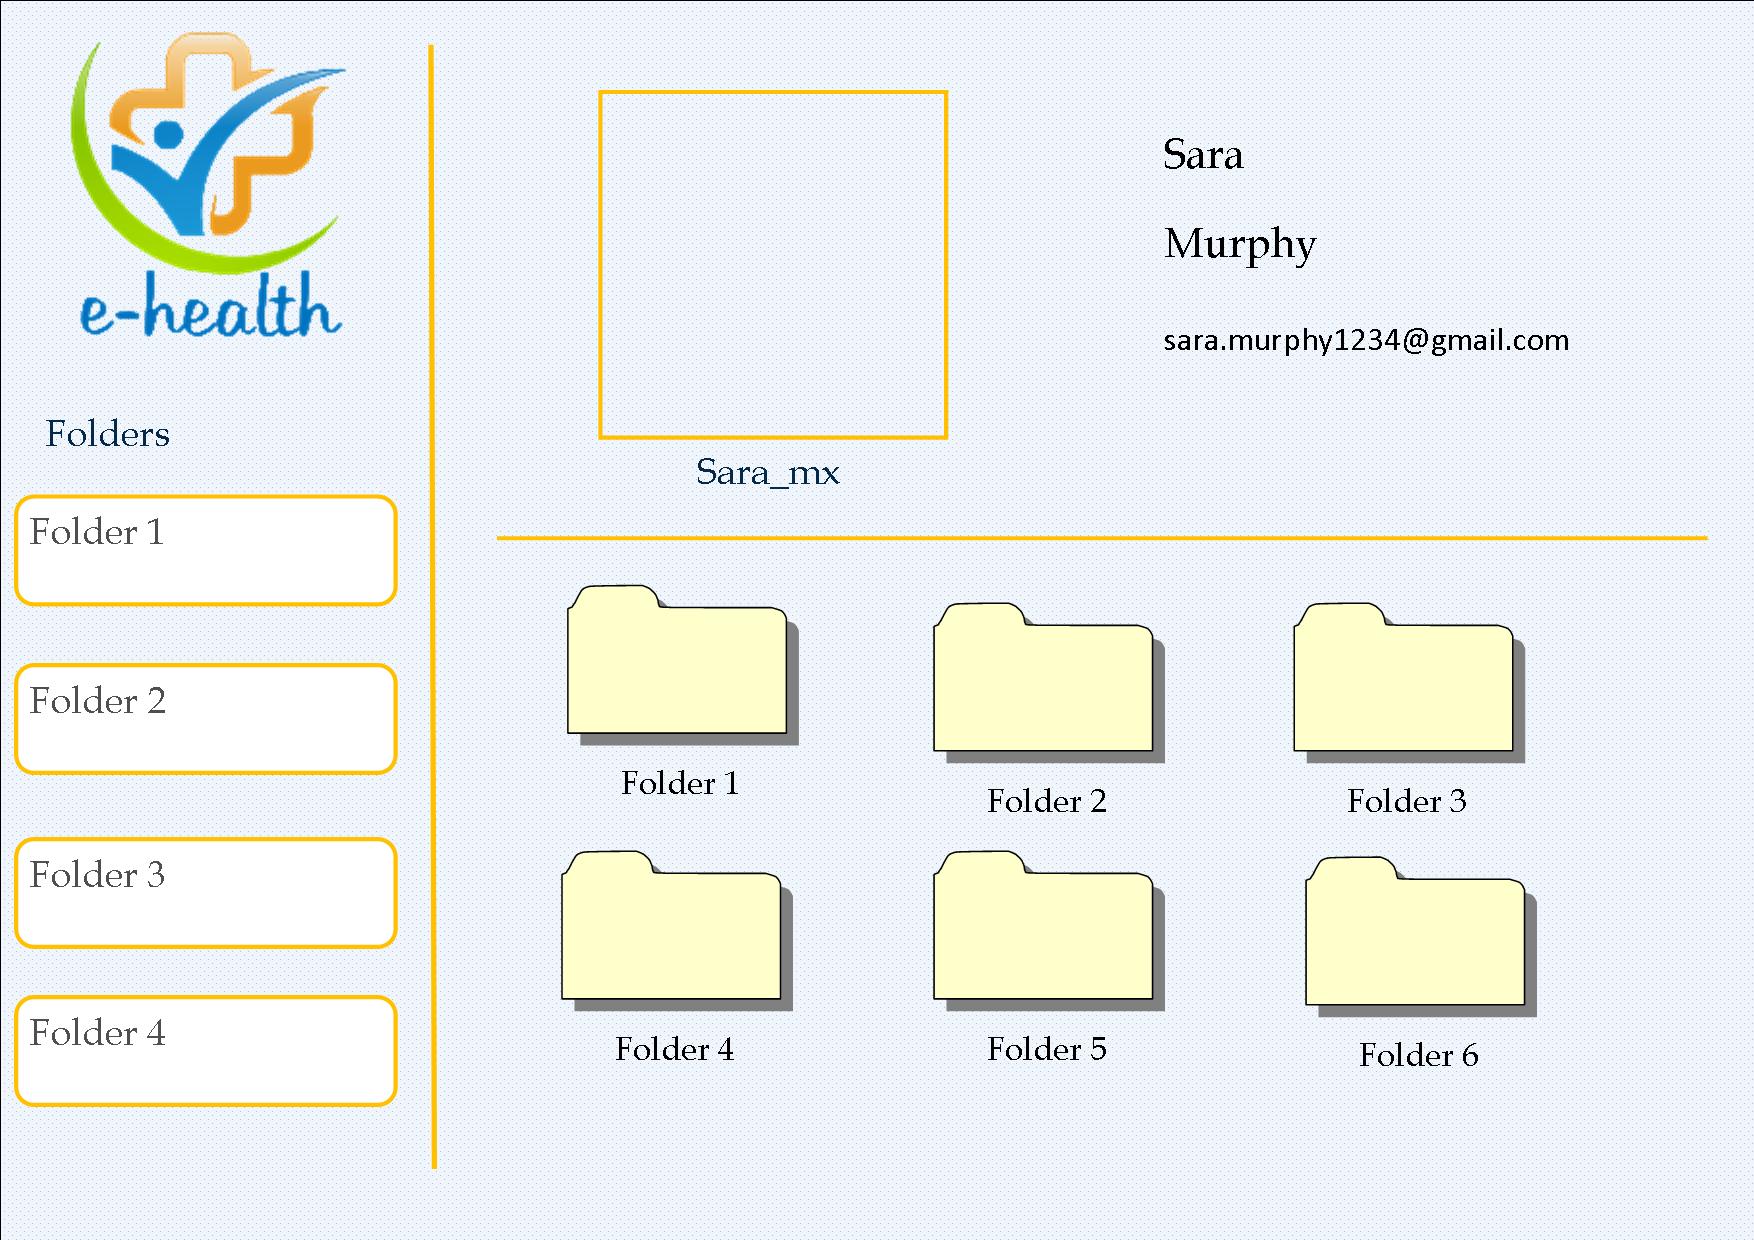 e-health
Folders
Folder 1
Folder 2
Folder 3
Folder 4
Sara_mx
Sara
Murphy
sara.murphy1234@gmail.com
Folder 1
Folder 2
Folder 3
Folder 4
Folder 5
Folder 6